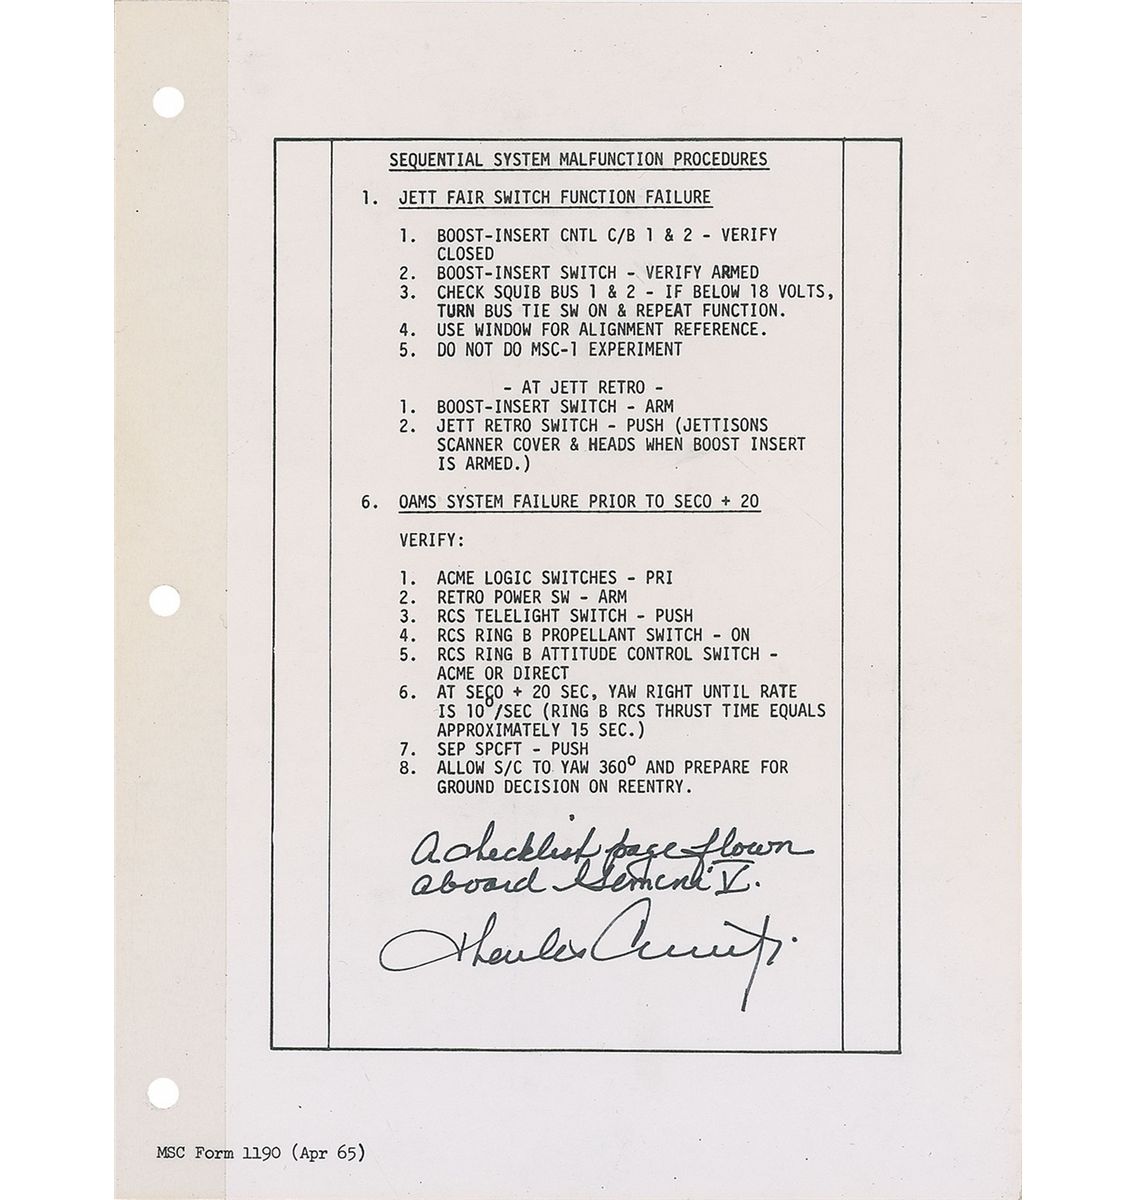 SEQUENTIAL SYSTEM MALFUNCTION PROCEDURES
1. JETT FAIR SWITCH FUNCTION FAILURE
1. BOOST-INSERT CNTL C/B 1 & 2 - VERIFY
CLOSED
2. BOOST-INSERT SWITCH - VERIFY ARMED
3. CHECK SQUIB BUS 1 & 2 - IF BELOW 18 VOLTS,
TURN BUS TIE SW ON & REPEAT FUNCTION.
4. USE WINDOW FOR ALIGNMENT REFERENCE.
5. DO NOT DO MSC-1 EXPERIMENT
- AT JETT RETRO -
1. BOOST-INSERT SWITCH - ARM
2. JETT RETRO SWITCH - PUSH (JETTISONS
SCANNER COVER & HEADS WHEN BOOST INSERT
IS ARMED.)
6. OAMS SYSTEM FAILURE PRIOR TO SECO + 20
VERIFY:
1. ACME LOGIC SWITCHES - PRI
2. RETRO POWER SW - ARM
3. RCS TELELIGHT SWITCH - PUSH
4. RCS RING B PROPELLANT SWITCH - ON
5. RCS RING B ATTITUDE CONTROL SWITCH -
ACME OR DIRECT
6. AT SECO + 20 SEC, YAW RIGHT UNTIL RATE
IS 10°/SEC (RING B RCS THRUST TIME EQUALS
APPROXIMATELY 15 SEC.)
7. SEP SPCFT - PUSH
8. ALLOW S/C TO YAW 360° AND PREPARE FOR
GROUND DECISION ON REENTRY.
A checklist page flown
aboard Gemini V.
Charles Conrad Jr.
MSC Form 1190 (Apr 65)